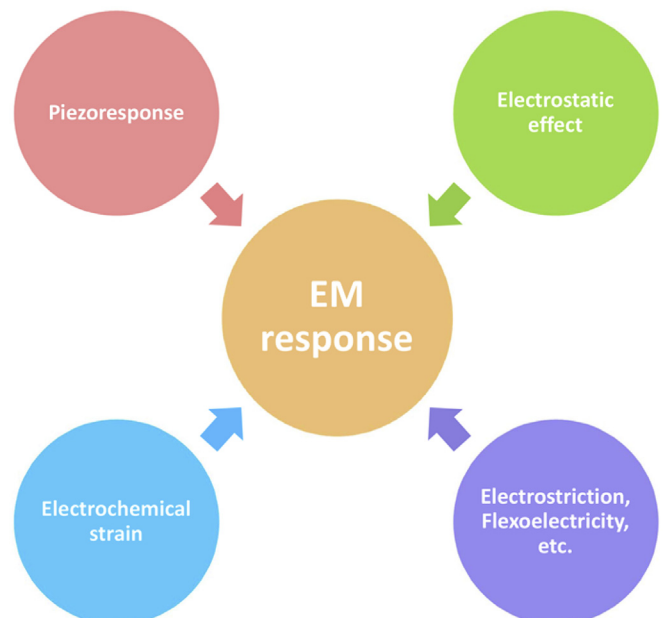 Piezoresponse
Electrostatic
effect
EM
response
Electrochemical
strain
Electrostriction,
Flexoelectricity,
etc.